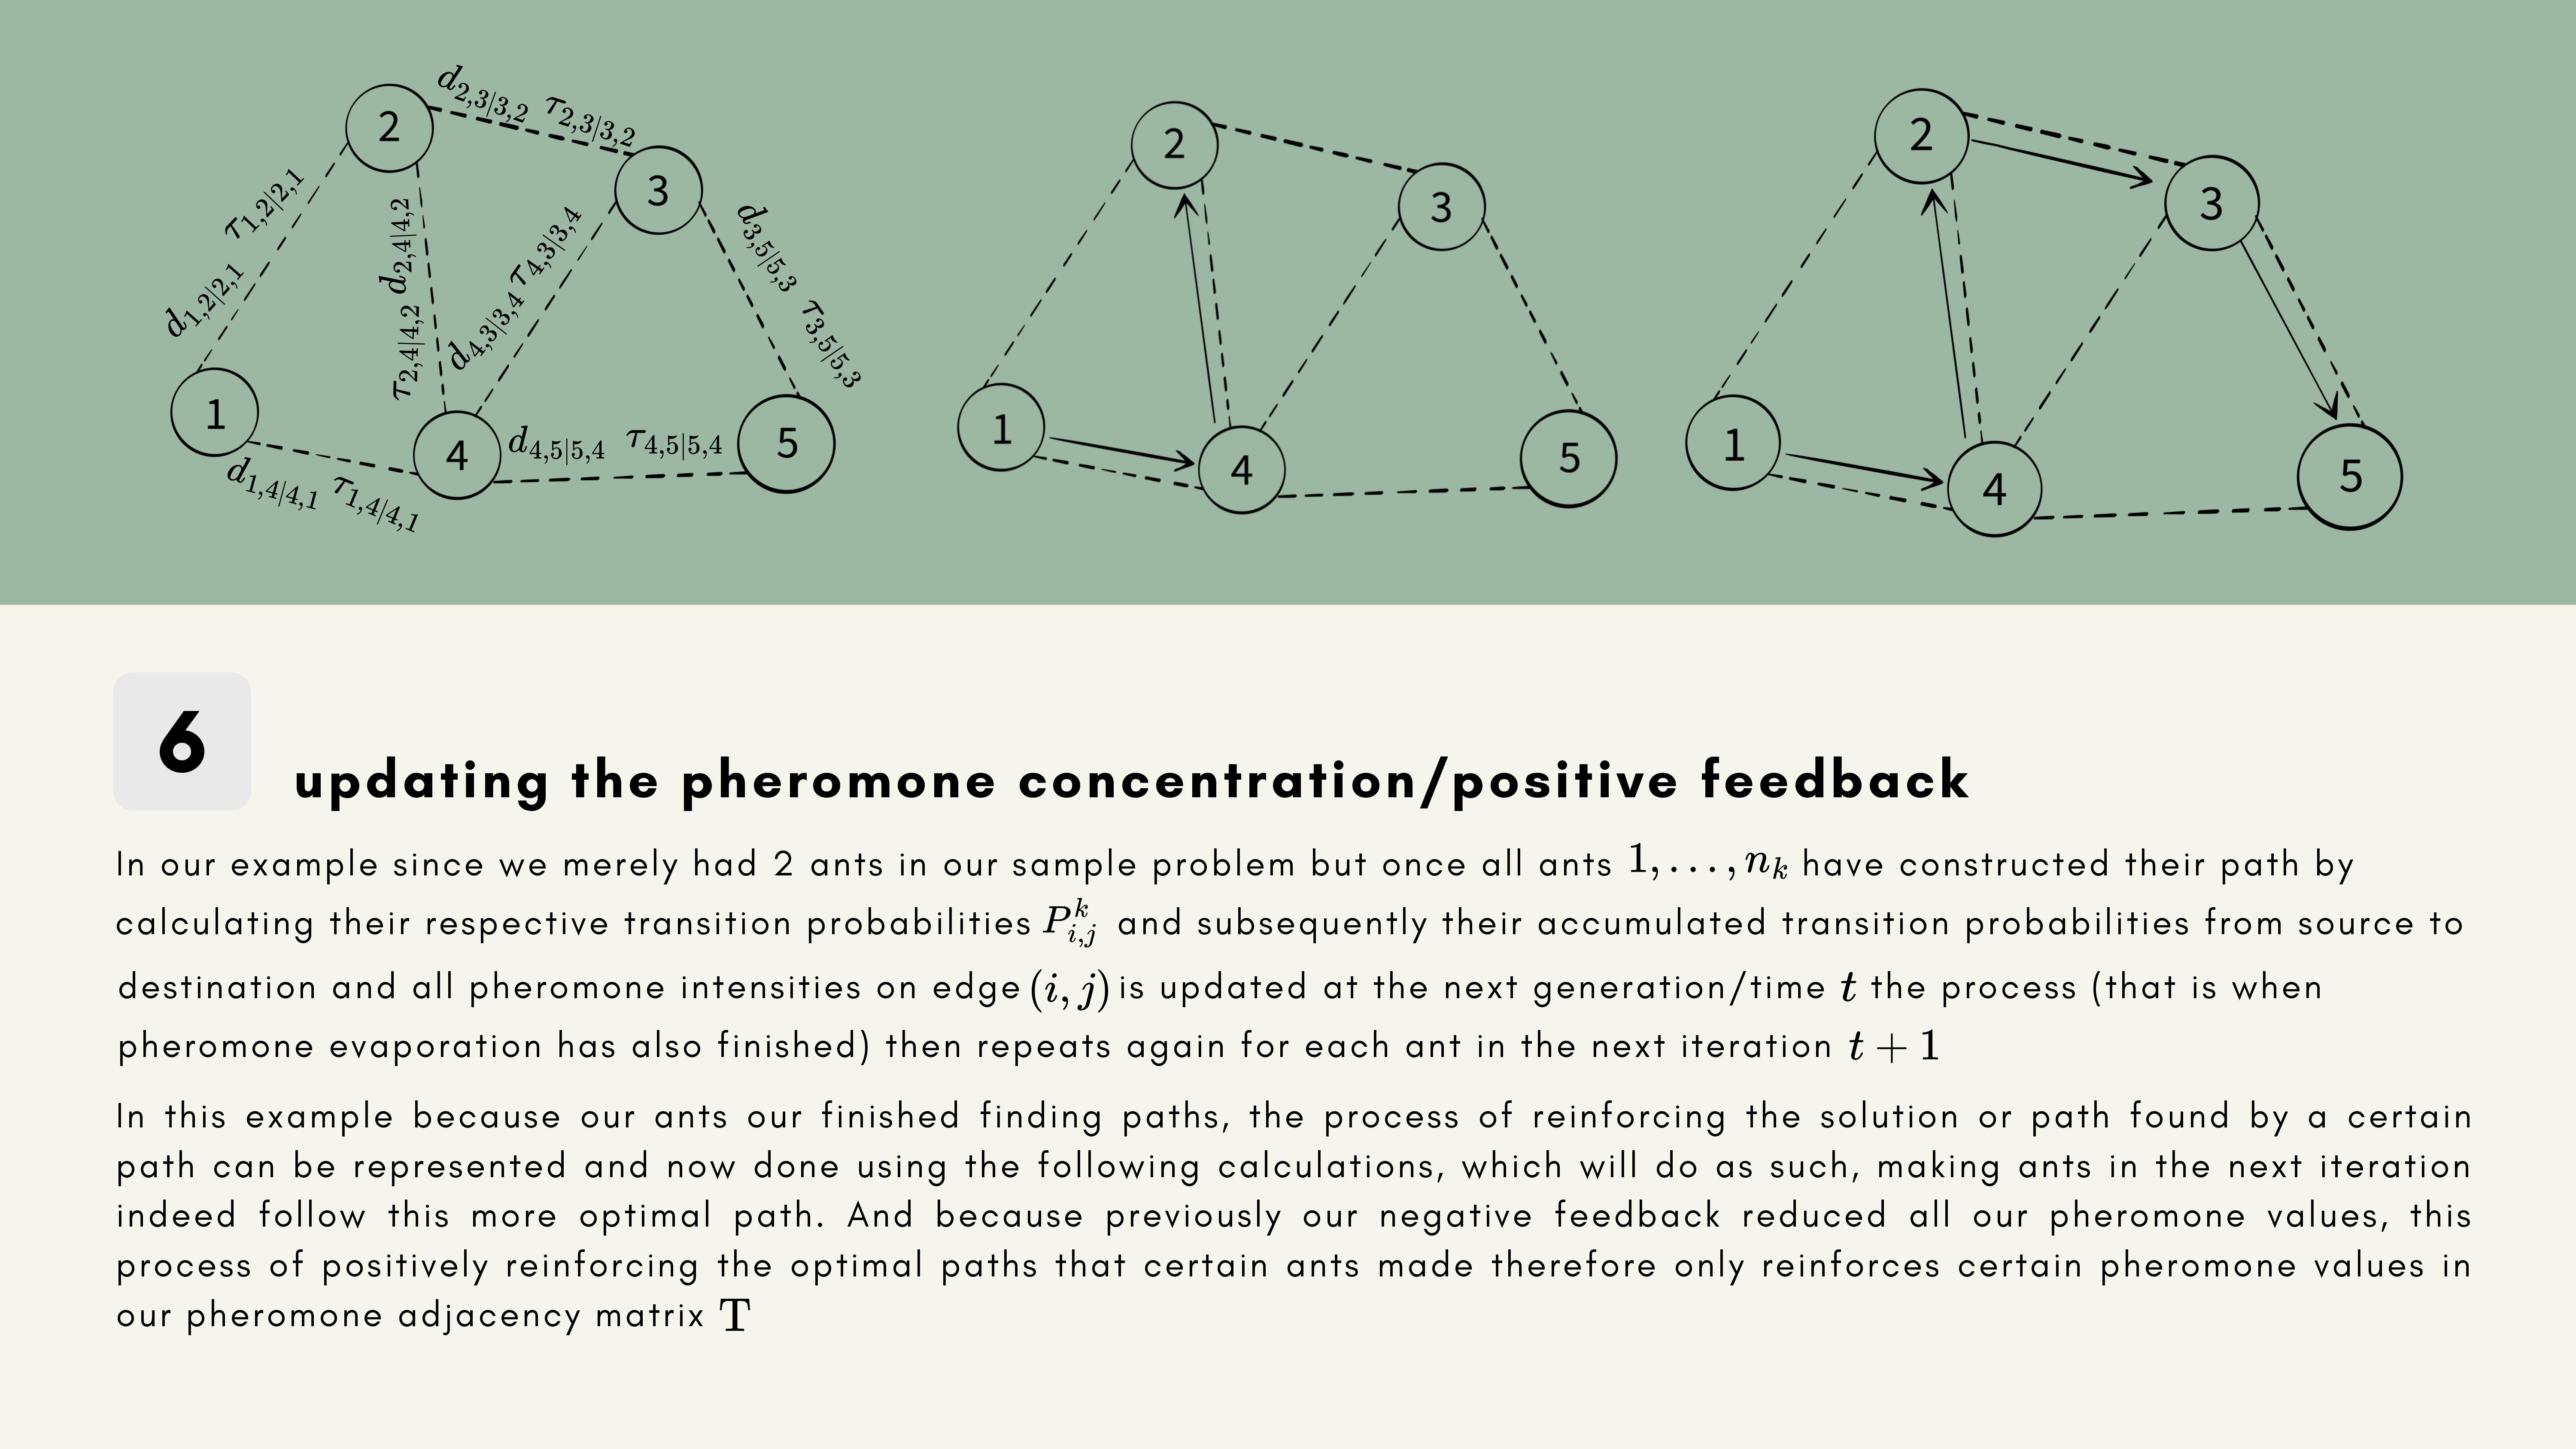 d_{2,3|3,2} τ_{2,3|3,2}
2
3
τ_{1,2|2,1}
d_{1,2|2,1}
d_{2,4|4,2}
τ_{2,4|4,2}
τ_{4,3|3,4}
d_{4,3|3,4}
d_{3,5|5,3}
τ_{3,5|5,3}
1
4
d_{4,5|5,4} τ_{4,5|5,4}
5
d_{1,4|4,1} τ_{1,4|4,1}
2
3
1
4
5
2
3
1
4
5
6
updating the pheromone concentration/positive feedback
In our example since we merely had 2 ants in our sample problem but once all ants 1, . . . , n_k have constructed their path by
calculating their respective transition probabilities P^k_{i,j} and subsequently their accumulated transition probabilities from source to
destination and all pheromone intensities on edge (i, j) is updated at the next generation/time t the process (that is when
pheromone evaporation has also finished) then repeats again for each ant in the next iteration t + 1
In this example because our ants our finished finding paths, the process of reinforcing the solution or path found by a certain
path can be represented and now done using the following calculations, which will do as such, making ants in the next iteration
indeed follow this more optimal path. And because previously our negative feedback reduced all our pheromone values, this
process of positively reinforcing the optimal paths that certain ants made therefore only reinforces certain pheromone values in
our pheromone adjacency matrix T